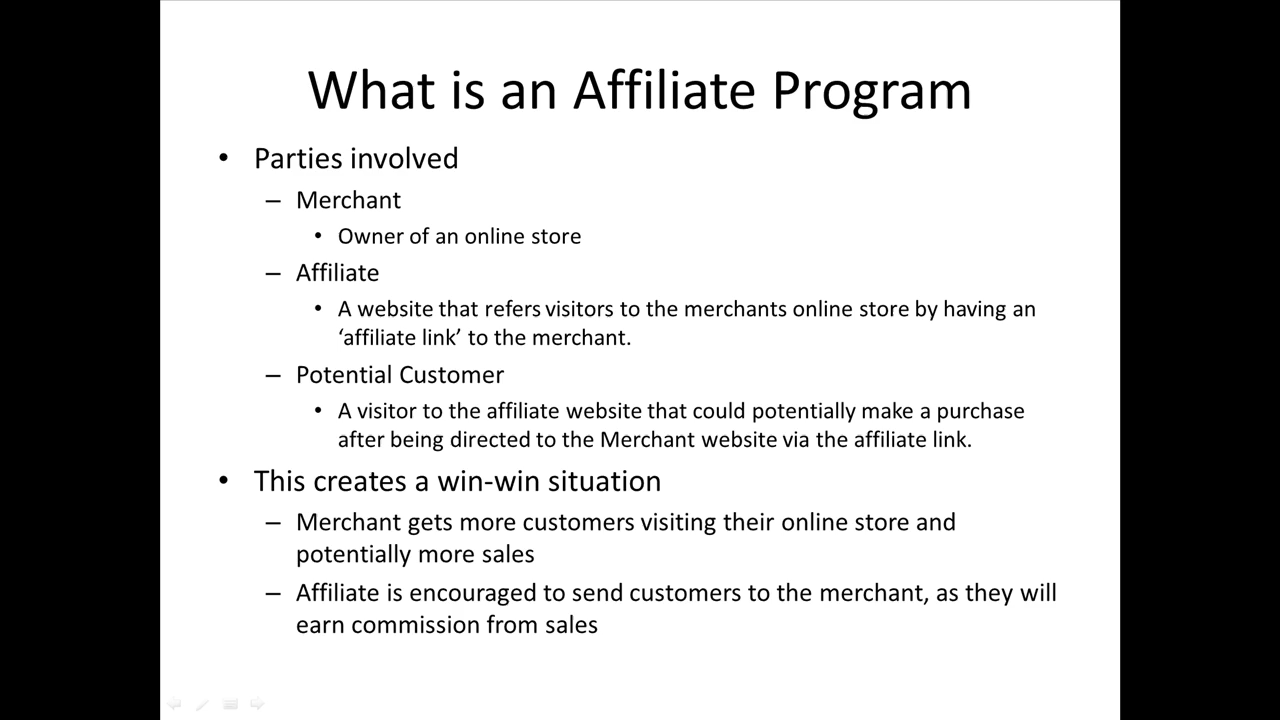 What is an Affiliate Program
• Parties involved
– Merchant
• Owner of an online store
– Affiliate
• A website that refers visitors to the merchants online store by having an
‘affiliate link’ to the merchant.
– Potential Customer
• A visitor to the affiliate website that could potentially make a purchase
after being directed to the Merchant website via the affiliate link.
• This creates a win-win situation
– Merchant gets more customers visiting their online store and
potentially more sales
– Affiliate is encouraged to send customers to the merchant, as they will
earn commission from sales